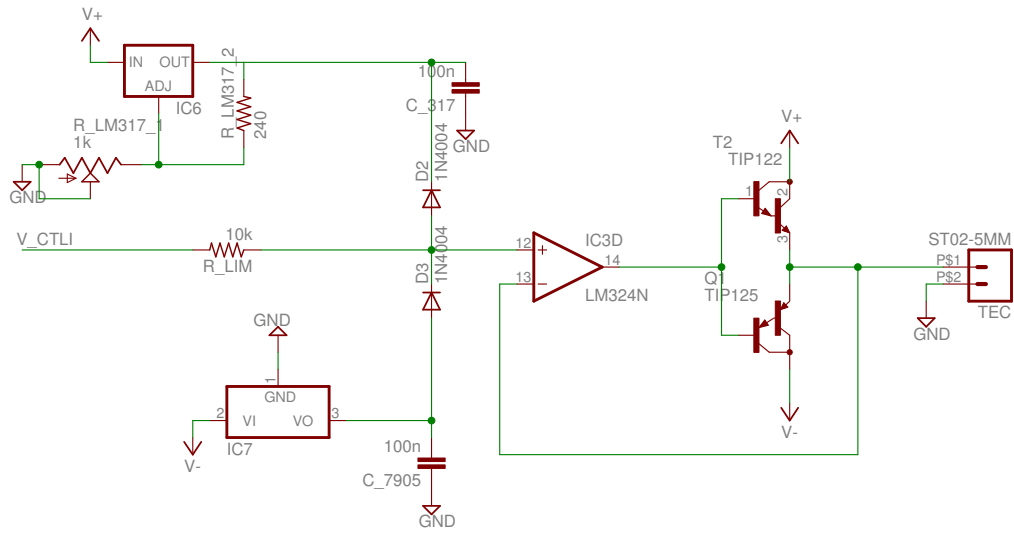 V+
IN OUT
ADJ
IC6
R_LM317_2
240
R_LM317_1
1k
GND
100n
C_317
GND
D2
1N4004
V_CTLI
10k
R_LIM
D3
1N4004
12
13
14
IC3D
LM324N
T2
TIP122
V+
1
2
3
Q1
TIP125
V-
ST02-5MM
P$1
P$2
TEC
GND
GND
1
GND
2
VI VO
3
IC7
V-
100n
C_7905
GND